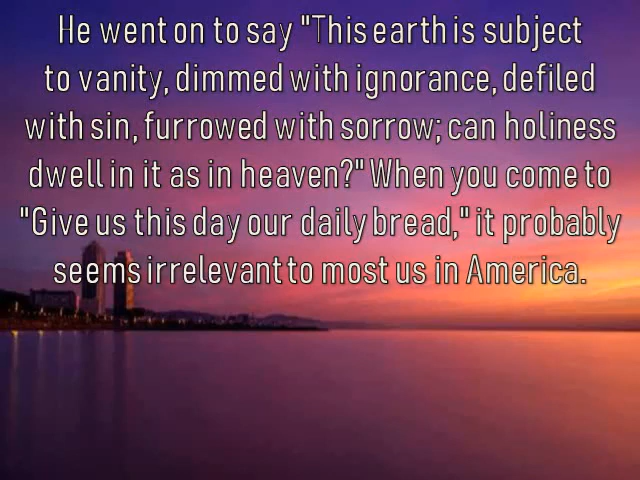 He went on to say "This earth is subject
to vanity, dimmed with ignorance, defiled
with sin, furrowed with sorrow; can holiness
dwell in it as in heaven?" When you come to
"Give us this day our daily bread," it probably
seems irrelevant to most us in America.